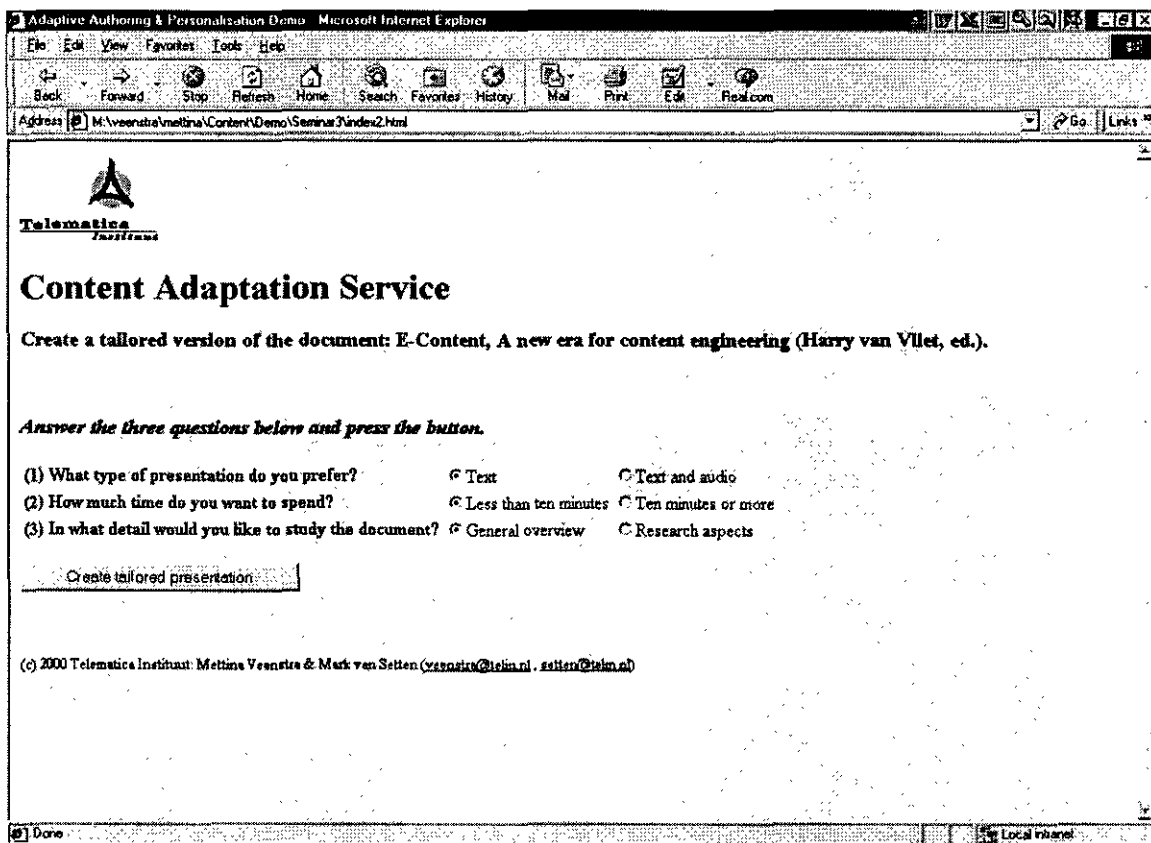 Adaptive Authoring & Personalisation Demo Microsoft Internet Explorer
File Edit View Favorites Tools Help
Back Forward Stop Refresh Home Search Favorites History Mail Print Edit Real.com
Address M:\veenstra\mettina\Content\Demo\Seminar3\index2.html Go Links
Telematica
Instituut
Content Adaptation Service
Create a tailored version of the document: E-Content, A new era for content engineering (Harry van Vliet, ed.).
Answer the three questions below and press the button.
(1) What type of presentation do you prefer? Text Text and audio
(2) How much time do you want to spend? Less than ten minutes Ten minutes or more
(3) In what detail would you like to study the document? General overview Research aspects
Create tailored presentation
(c) 2000 Telematica Instituut: Mettina Veenstra & Mark van Setten (veenstra@telin.nl , setten@telin.nl)
Done Local intranet